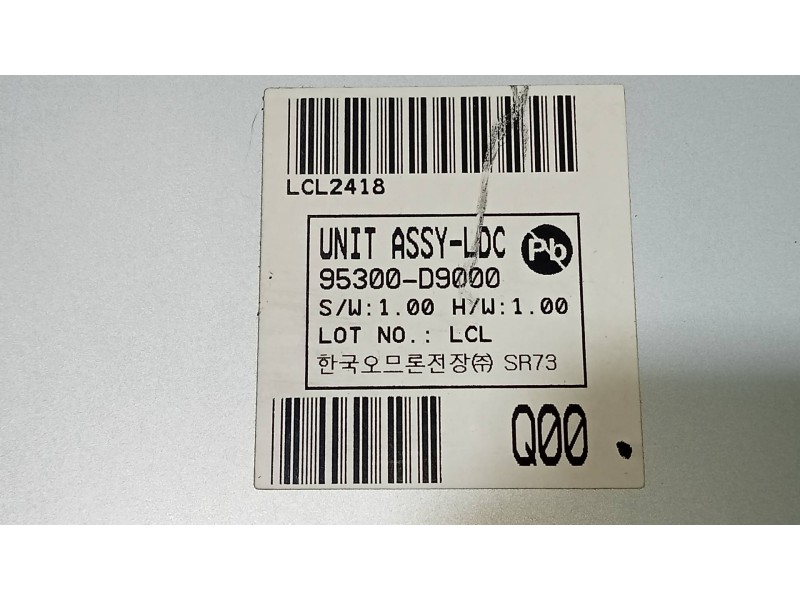 LCL2418
UNIT ASSY-LDC
Pb
95300-D9000
S/W:1.00 H/W:1.00
LOT NO.: LCL
한국오므론전장㈜ SR73
Q00